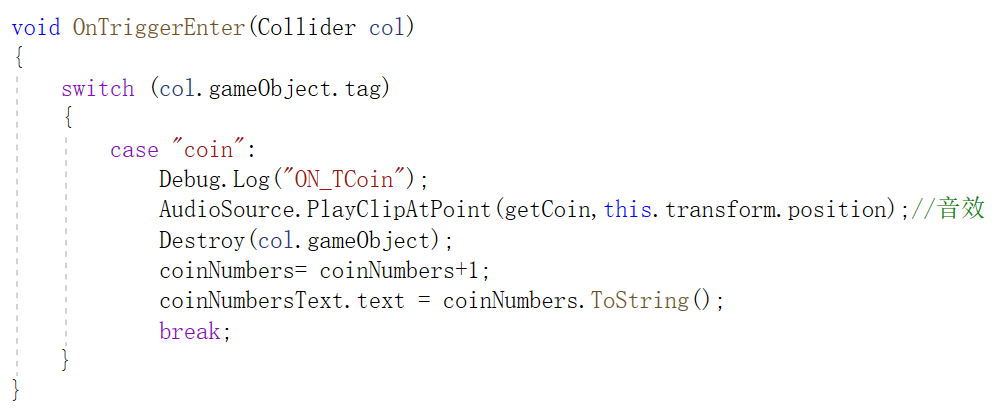 void OnTriggerEnter(Collider col)
{
switch (col.gameObject.tag)
{
case "coin":
Debug.Log("ON_TCoin");
AudioSource.PlayClipAtPoint(getCoin,this.transform.position);//音效
Destroy(col.gameObject);
coinNumbers= coinNumbers+1;
coinNumbersText.text = coinNumbers.ToString();
break;
}
}